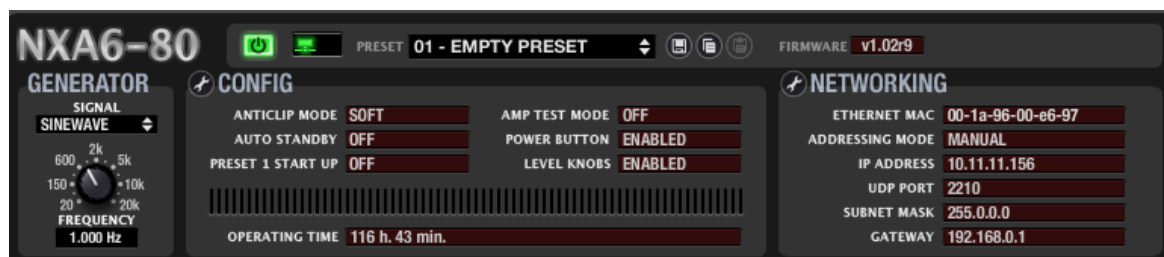 NXA6-80 PRESET 01 - EMPTY PRESET FIRMWARE v1.02r9
GENERATOR
SIGNAL
SINEWAVE
2k
600 5k
150 10k
20 20k
FREQUENCY
1.000 Hz
CONFIG
ANTICLIP MODE SOFT AMP TEST MODE OFF
AUTO STANDBY OFF POWER BUTTON ENABLED
PRESET 1 START UP OFF LEVEL KNOBS ENABLED
OPERATING TIME 116 h. 43 min.
NETWORKING
ETHERNET MAC 00-1a-96-00-e6-97
ADDRESSING MODE MANUAL
IP ADDRESS 10.11.11.156
UDP PORT 2210
SUBNET MASK 255.0.0.0
GATEWAY 192.168.0.1